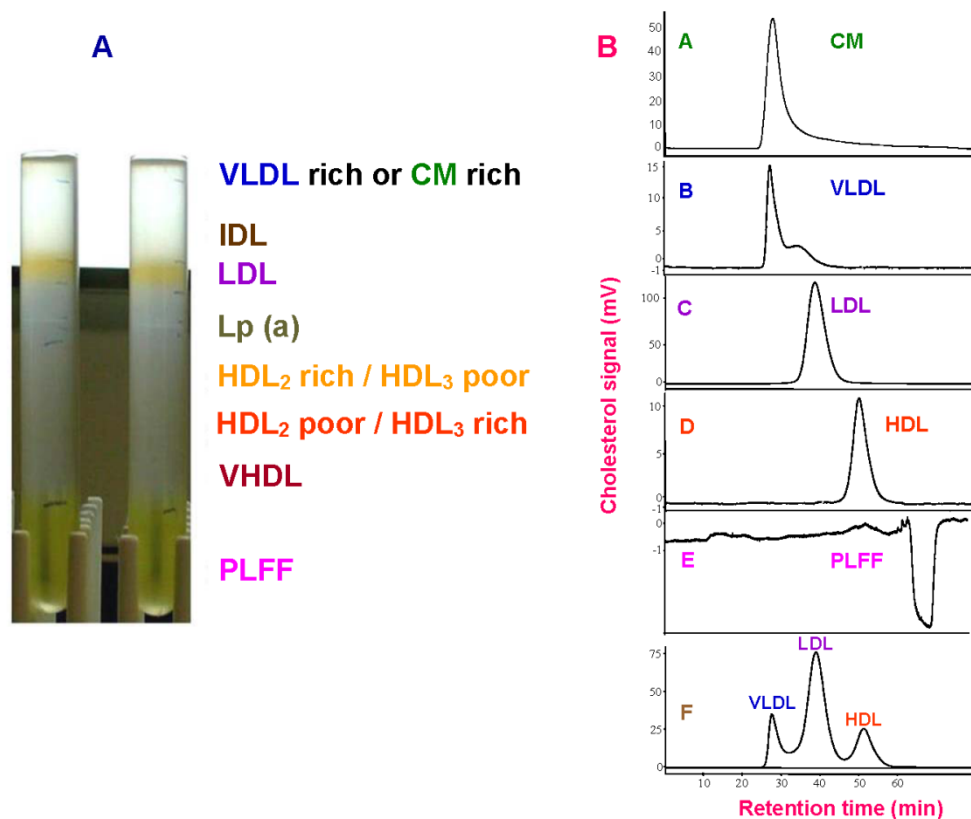 A
VLDL rich or CM rich
IDL
LDL
Lp (a)
HDL₂ rich / HDL₃ poor
HDL₂ poor / HDL₃ rich
VHDL
PLFF
B
Cholesterol signal (mV)
A
CM
50
40
30
20
10
0
B
VLDL
15
10
5
0
-1
C
LDL
100
50
0
D
HDL
10
5
0
-1
E
PLFF
0
-1
F
VLDL
LDL
HDL
75
50
25
0
10 20 30 40 50 60
Retention time (min)